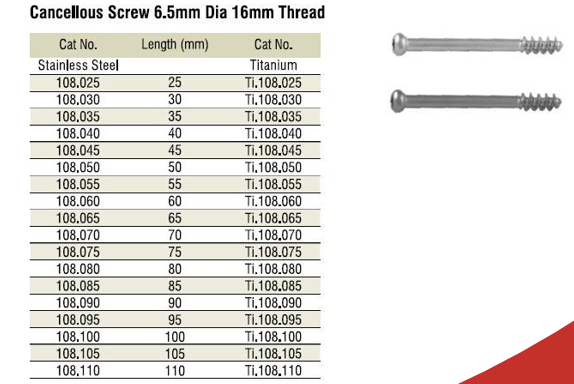 Cancellous Screw 6.5mm Dia 16mm Thread
Cat No. Length (mm) Cat No.
Stainless Steel Titanium
108.025 25 Ti.108.025
108.030 30 Ti.108.030
108.035 35 Ti.108.035
108.040 40 Ti.108.040
108.045 45 Ti.108.045
108.050 50 Ti.108.050
108.055 55 Ti.108.055
108.060 60 Ti.108.060
108.065 65 Ti.108.065
108.070 70 Ti.108.070
108.075 75 Ti.108.075
108.080 80 Ti.108.080
108.085 85 Ti.108.085
108.090 90 Ti.108.090
108.095 95 Ti.108.095
108.100 100 Ti.108.100
108.105 105 Ti.108.105
108.110 110 Ti.108.110